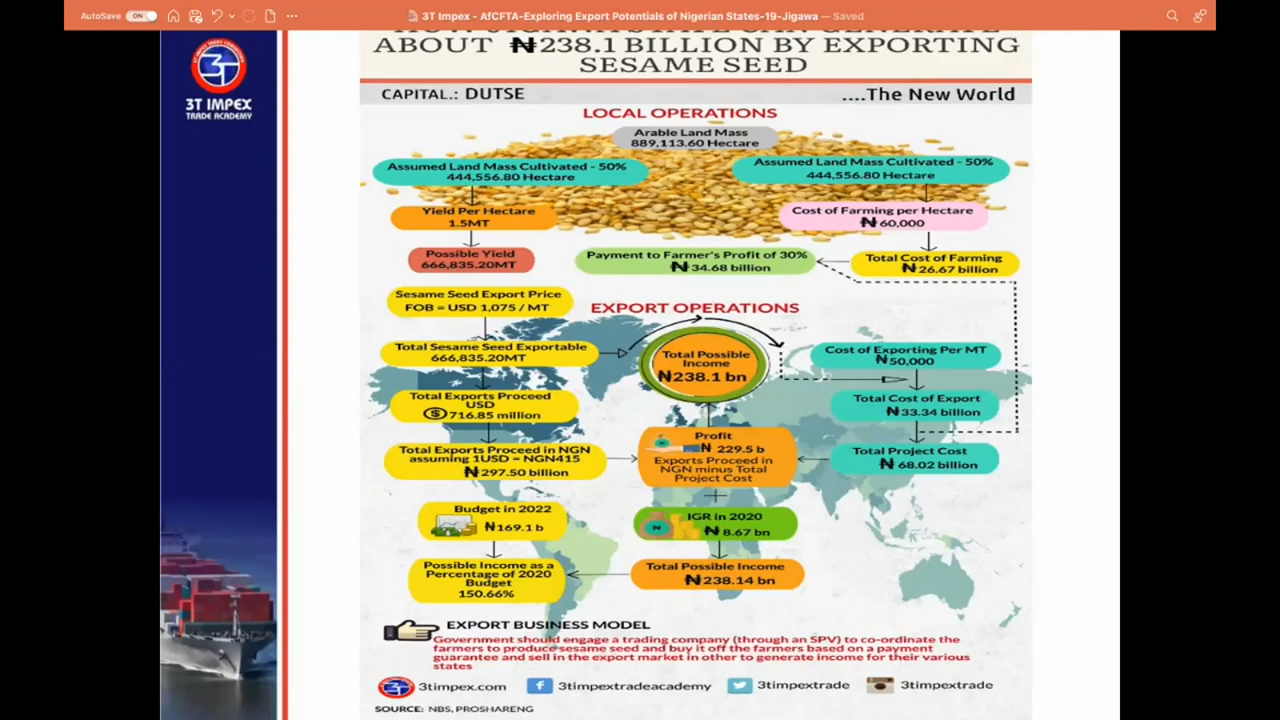 AutoSave ON
3T Impex - AfCFTA-Exploring Export Potentials of Nigerian States-19-Jigawa — Saved
3T IMPEX
TRADE ACADEMY
HOW JIGAWA STATE CAN GENERATE
ABOUT ₦238.1 BILLION BY EXPORTING
SESAME SEED
CAPITAL.: DUTSE
....The New World
LOCAL OPERATIONS
Arable Land Mass
889,113.60 Hectare
Assumed Land Mass Cultivated - 50%
444,556.80 Hectare
Assumed Land Mass Cultivated - 50%
444,556.80 Hectare
Yield Per Hectare
1.5MT
Cost of Farming per Hectare
₦ 60,000
Possible Yield
666,835.20MT
Payment to Farmer's Profit of 30%
₦ 34.68 billion
Total Cost of Farming
₦ 26.67 billion
Sesame Seed Export Price
FOB = USD 1,075 / MT
EXPORT OPERATIONS
Total Sesame Seed Exportable
666,835.20MT
Total Possible
Income
₦238.1 bn
Cost of Exporting Per MT
₦ 50,000
Total Exports Proceed
USD
$ 716.85 million
Total Cost of Export
₦ 33.34 billion
Total Exports Proceed in NGN
assuming 1USD = NGN415
₦ 297.50 billion
Profit
₦ 229.5 b
Exports Proceed in
NGN minus Total
Project Cost
Total Project Cost
₦ 68.02 billion
Budget in 2022
₦169.1 b
+
IGR in 2020
₦ 8.67 bn
Possible Income as a
Percentage of 2020
Budget
150.66%
Total Possible Income
₦238.14 bn
EXPORT BUSINESS MODEL
Government should engage a trading company (through an SPV) to co-ordinate the
farmers to produce sesame seed and buy it off the farmers based on a payment
guarantee and sell in the export market in other to generate income for their various
states
3T 3timpex.com
f 3timpextradeacademy
3timpextrade
3timpextrade
SOURCE: NBS, PROSHARENG